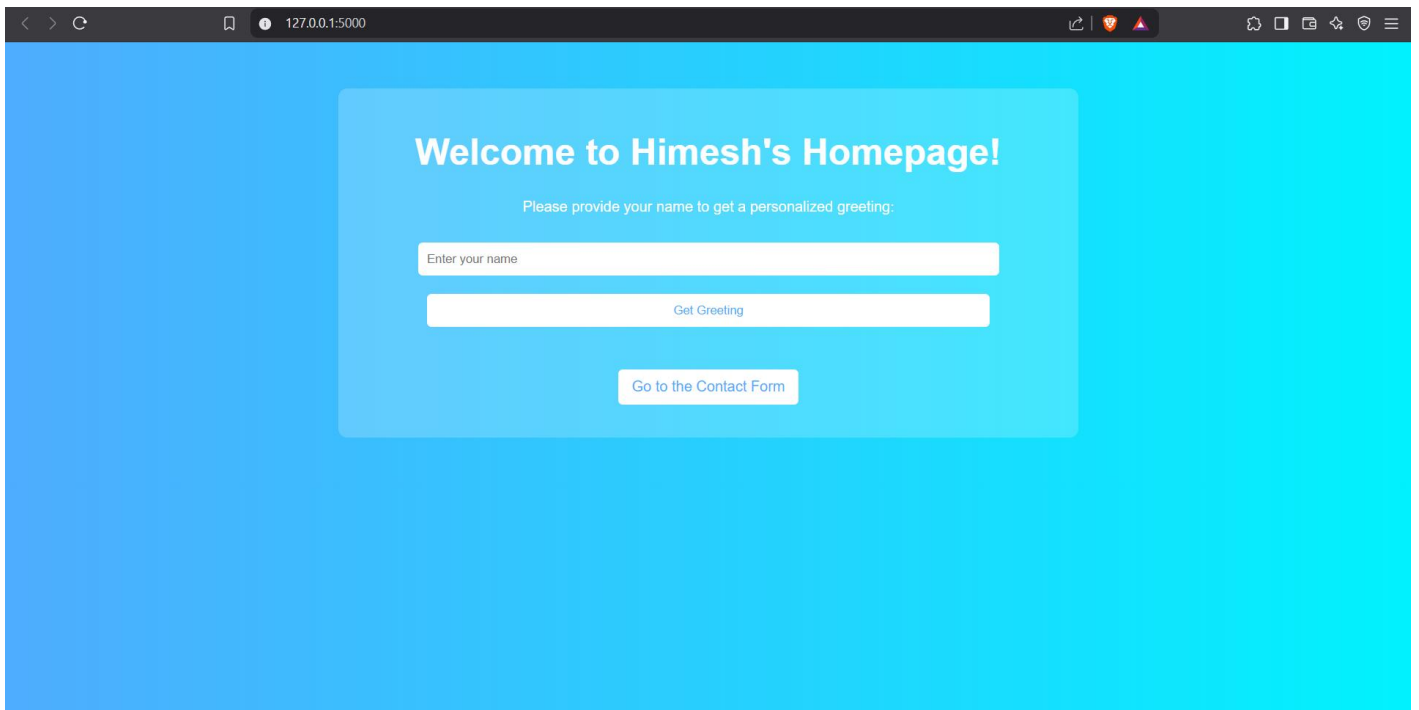 127.0.0.1:5000
Welcome to Himesh's Homepage!
Please provide your name to get a personalized greeting:
Enter your name
Get Greeting
Go to the Contact Form